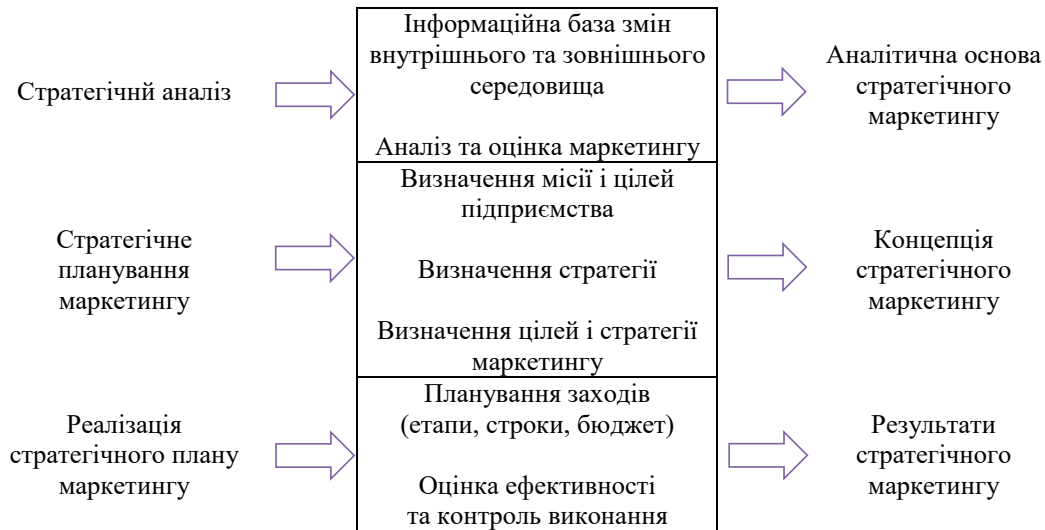 Стратегічнй аналіз
Інформаційна база змін
внутрішнього та зовнішнього
середовища
Аналіз та оцінка маркетингу
Аналітична основа
стратегічного
маркетингу
Стратегічне
планування
маркетингу
Визначення місії і цілей
підприємства
Визначення стратегії
Визначення цілей і стратегії
маркетингу
Концепція
стратегічного
маркетингу
Реалізація
стратегічного плану
маркетингу
Планування заходів
(етапи, строки, бюджет)
Оцінка ефективності
та контроль виконання
Результати
стратегічного
маркетингу